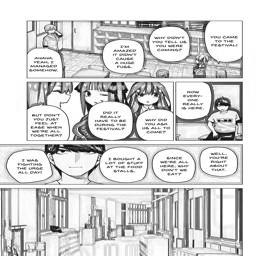 YOU CAME
TO THE
FESTIVAL!
WHY DIDN'T
YOU TELL US
YOU WERE
COMING?
I'M
AMAZED
IT DIDN'T
CAUSE
A HUGE
FUSS.
AHAHA,
YEAH, I
MANAGED
SOMEHOW.
NOW
EVERY-
ONE
REALLY
IS HERE.
WHY DID
YOU ASK
US ALL TO
COME?
DID IT
REALLY
HAVE TO BE
DURING THE
FESTIVAL?
BUT DON'T
YOU JUST
FEEL AT
EASE WHEN
WE'RE ALL
TOGETHER?
WELL,
YOU'RE
RIGHT
ABOUT
THAT.
SINCE
WE'RE ALL
HERE, WHY
DON'T
WE EAT?
I BOUGHT A
LOT OF STUFF
AT THE FOOD
STALLS.
I WAS
FIGHTING
THE URGE
ALL DAY!